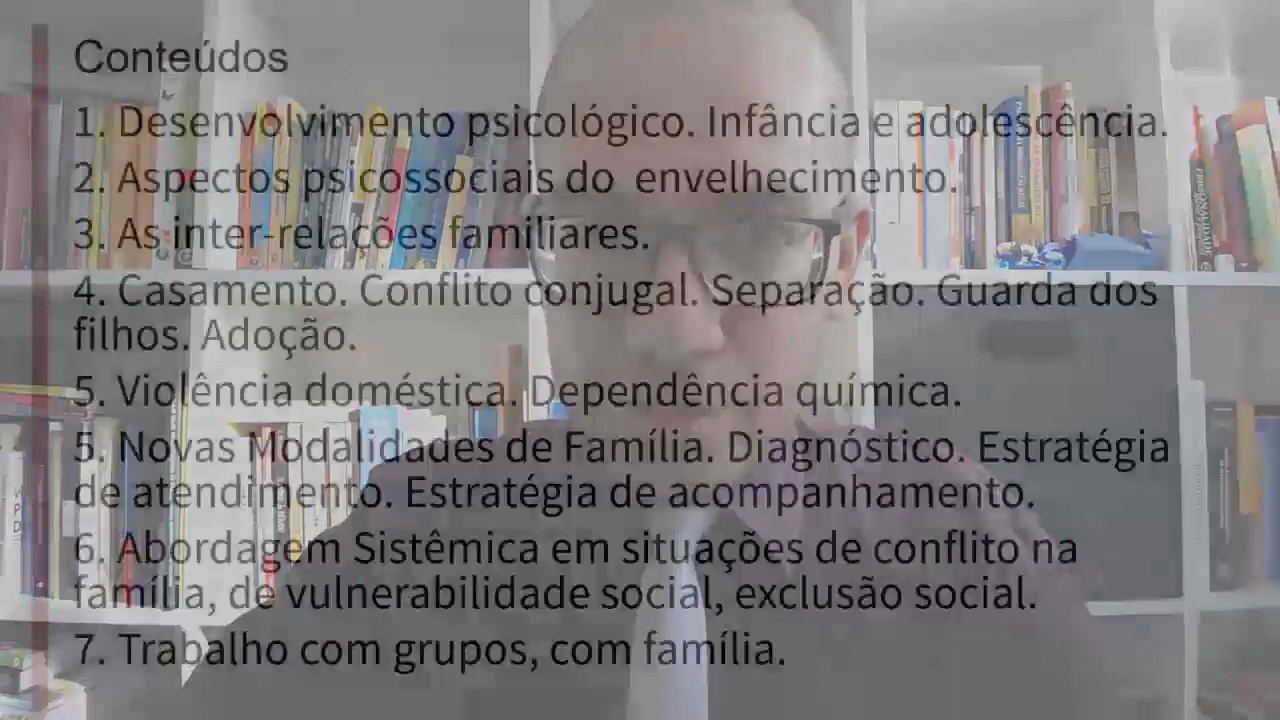 Conteúdos
1. Desenvolvimento psicológico. Infância e adolescência.
2. Aspectos psicossociais do envelhecimento.
3. As inter-relações familiares.
4. Casamento. Conflito conjugal. Separação. Guarda dos
filhos. Adoção.
5. Violência doméstica. Dependência química.
5. Novas Modalidades de Família. Diagnóstico. Estratégia
de atendimento. Estratégia de acompanhamento.
6. Abordagem Sistêmica em situações de conflito na
família, de vulnerabilidade social, exclusão social.
7. Trabalho com grupos, com família.